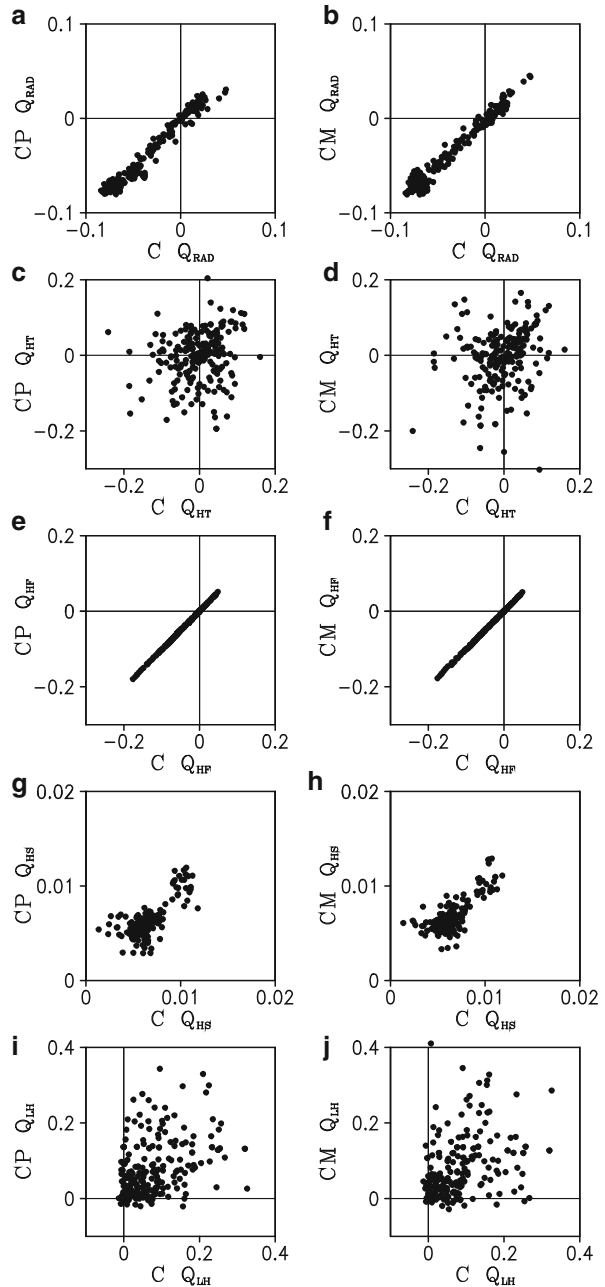 a
b
0.1
0.1
CP Q_RAD
CM Q_RAD
0
0
−0.1
−0.1
−0.1 0 0.1
−0.1 0 0.1
C Q_RAD
C Q_RAD
c
d
0.2
0.2
CP Q_HT
CM Q_HT
0
0
−0.2
−0.2
−0.2 0 0.2
−0.2 0 0.2
C Q_HT
C Q_HT
e
f
0.2
0.2
CP Q_HF
CM Q_HF
0
0
−0.2
−0.2
−0.2 0 0.2
−0.2 0 0.2
C Q_HF
C Q_HF
g
h
0.02
0.02
CP Q_HS
CM Q_HS
0.01
0.01
0
0
0 0.01 0.02
0 0.01 0.02
C Q_HS
C Q_HS
i
j
0.4
0.4
CP Q_LH
CM Q_LH
0.2
0.2
0
0
0 0.2 0.4
0 0.2 0.4
C Q_LH
C Q_LH